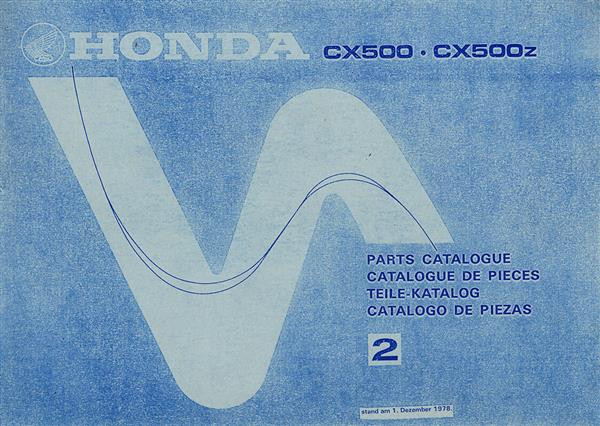 HONDA CX500 · CX500z
PARTS CATALOGUE
CATALOGUE DE PIECES
TEILE-KATALOG
CATALOGO DE PIEZAS
2
stand am 1. Dezember 1978.